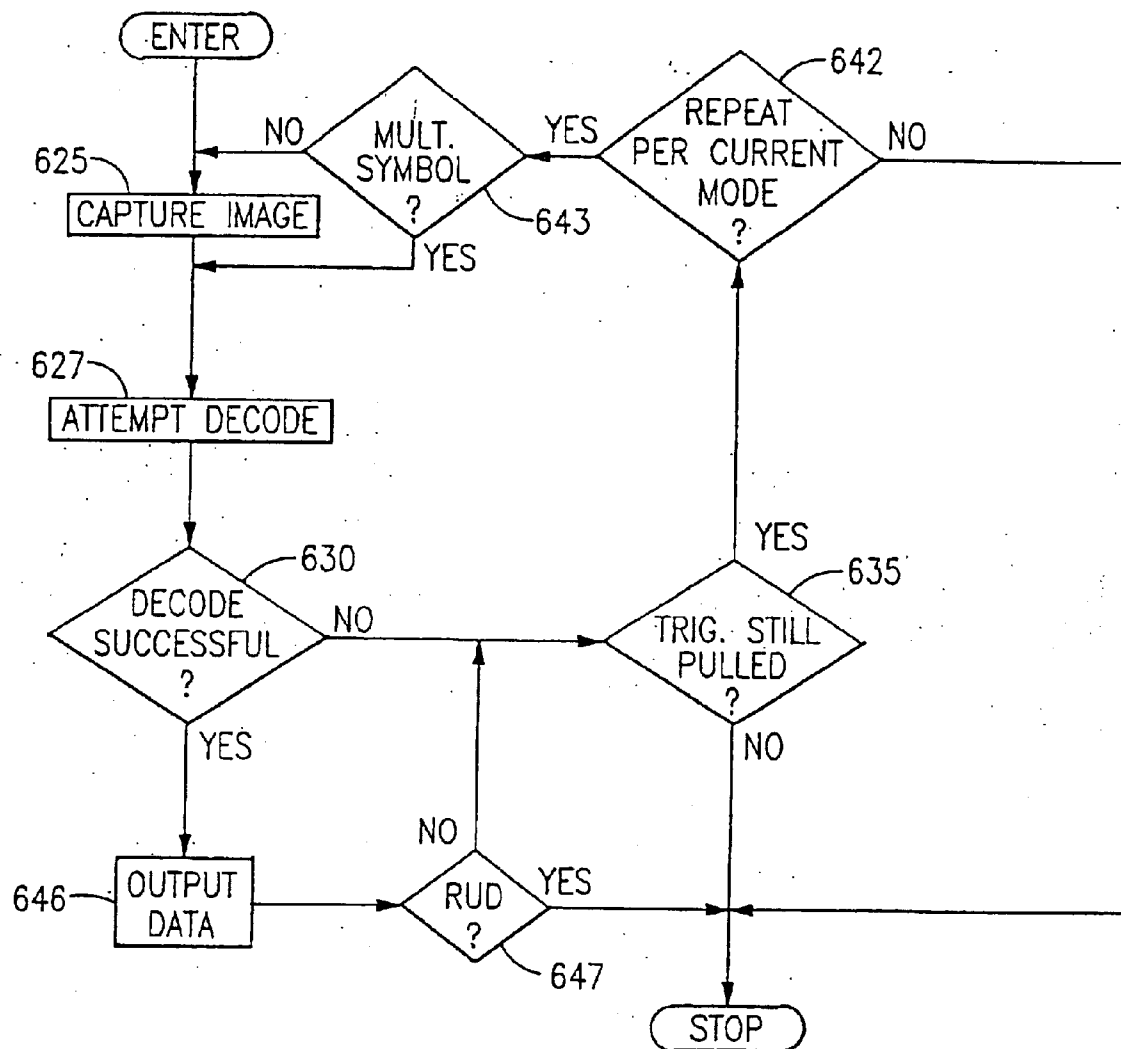 ENTER
642
REPEAT
PER CURRENT
MODE
?
YES
NO
MULT.
SYMBOL
?
NO
643
YES
625
CAPTURE IMAGE
627
ATTEMPT DECODE
630
DECODE
SUCCESSFUL
?
NO
YES
YES
635
TRIG. STILL
PULLED
?
NO
646
OUTPUT
DATA
NO
RUD
?
YES
647
STOP